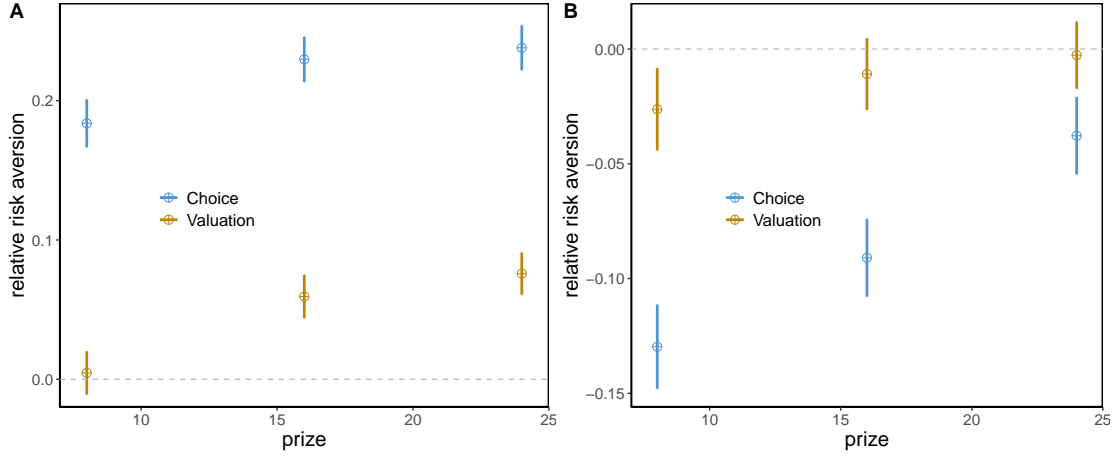 A
relative risk aversion
0.2
0.1
0.0
Choice
Valuation
10
15
20
25
prize
B
relative risk aversion
0.00
−0.05
−0.10
−0.15
Choice
Valuation
10
15
20
25
prize